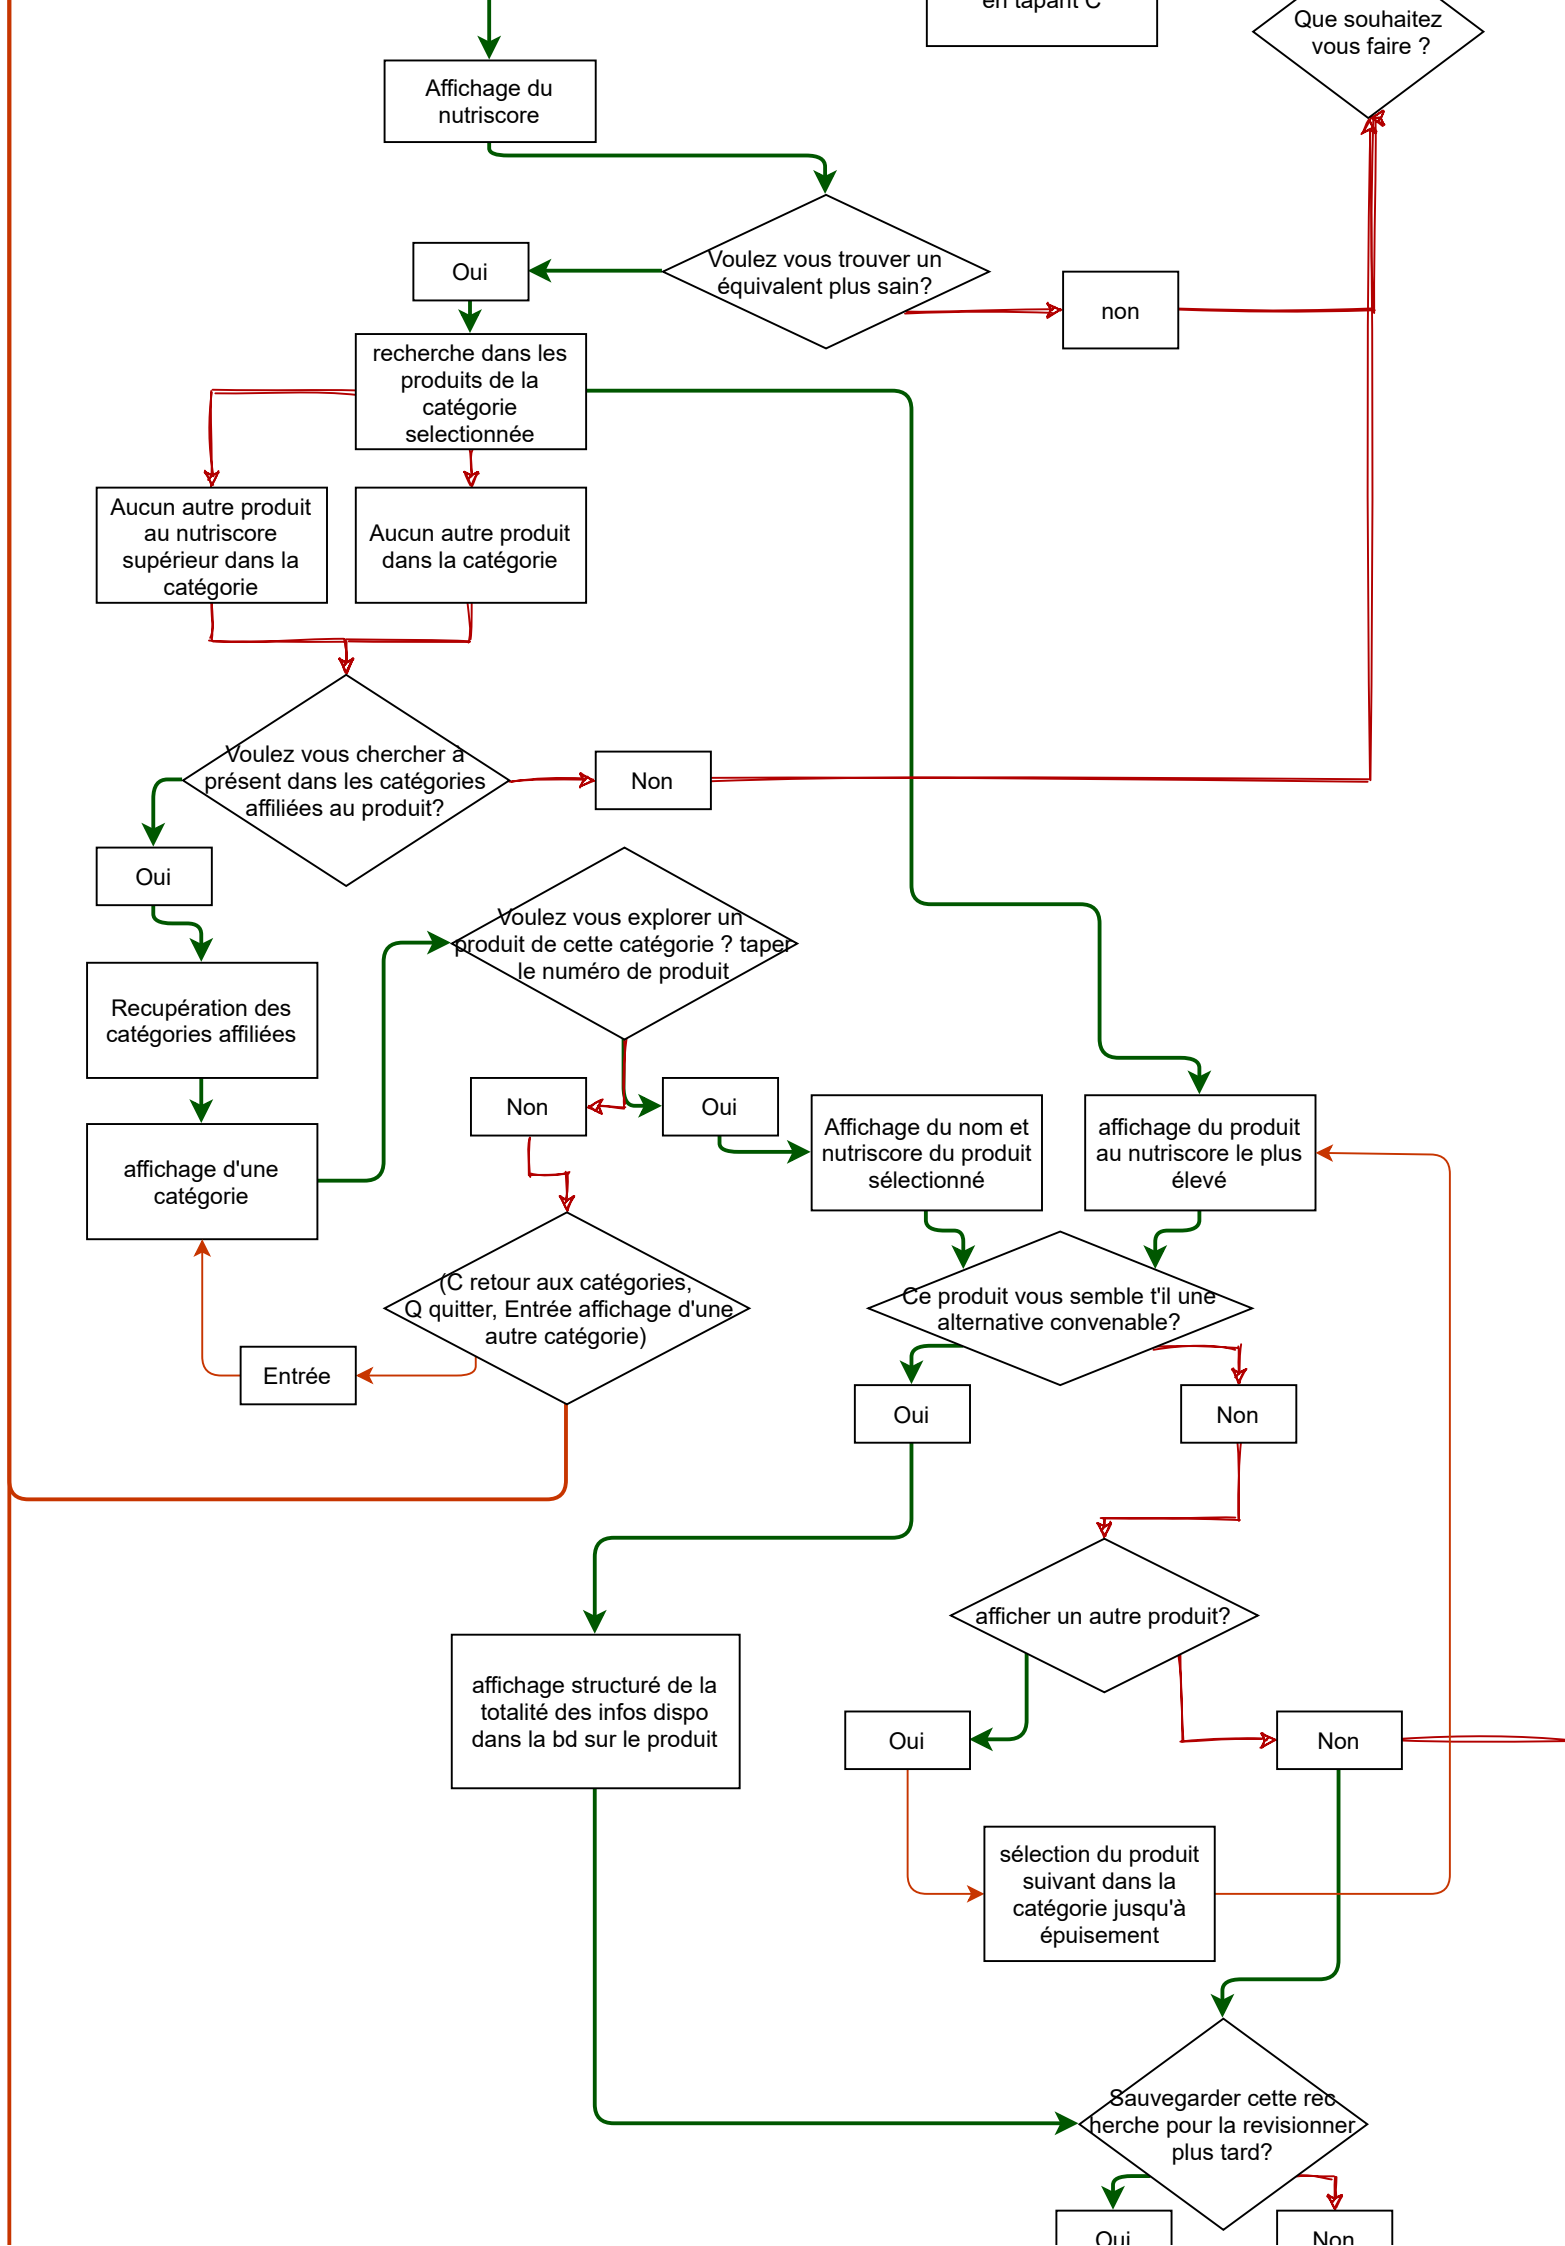 en tapant C
Que souhaitez
vous faire ?
Affichage du
nutriscore
Voulez vous trouver un
équivalent plus sain?
Oui
non
recherche dans les
produits de la
catégorie
selectionnée
Aucun autre produit
au nutriscore
supérieur dans la
catégorie
Aucun autre produit
dans la catégorie
Voulez vous chercher à
présent dans les catégories
affiliées au produit?
Non
Oui
Voulez vous explorer un
produit de cette catégorie ? taper
le numéro de produit
Recupération des
catégories affiliées
Non
Oui
affichage d'une
catégorie
Affichage du nom et
nutriscore du produit
sélectionné
affichage du produit
au nutriscore le plus
élevé
(C retour aux catégories,
Q quitter, Entrée affichage d'une
autre catégorie)
Ce produit vous semble t'il une
alternative convenable?
Entrée
Oui
Non
afficher un autre produit?
affichage structuré de la
totalité des infos dispo
dans la bd sur le produit
Oui
Non
sélection du produit
suivant dans la
catégorie jusqu'à
épuisement
Sauvegarder cette rec
herche pour la revisionner
plus tard?
Oui
Non